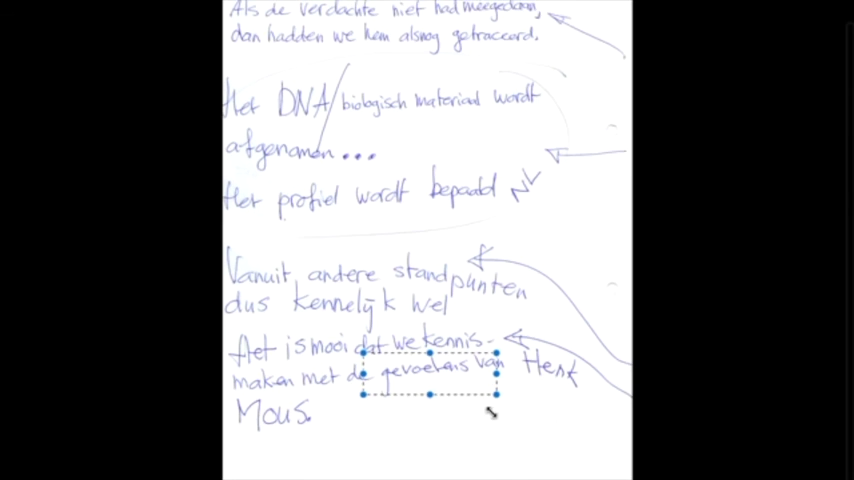 Als de verdachte niet had meegedaan,
dan hadden we hem alsnog getraceerd.
Het DNA/biologisch materiaal wordt
afgenomen...
Het profiel wordt bepaald NL
Vanuit andere standpunten
dus kennelijk wel
Het is mooi dat we kennis-
maken met de gevoelens van Henk
Mous.